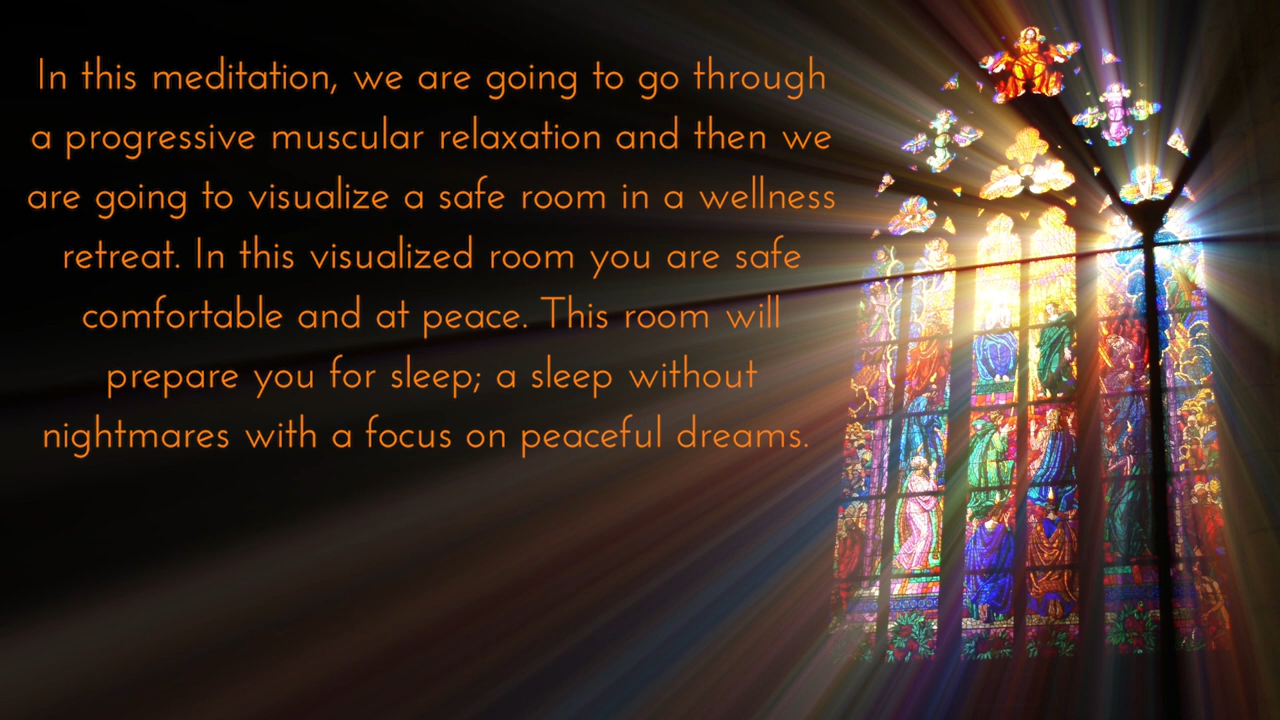 In this meditation, we are going to go through
a progressive muscular relaxation and then we
are going to visualize a safe room in a wellness
retreat. In this visualized room you are safe
comfortable and at peace. This room will
prepare you for sleep; a sleep without
nightmares with a focus on peaceful dreams.